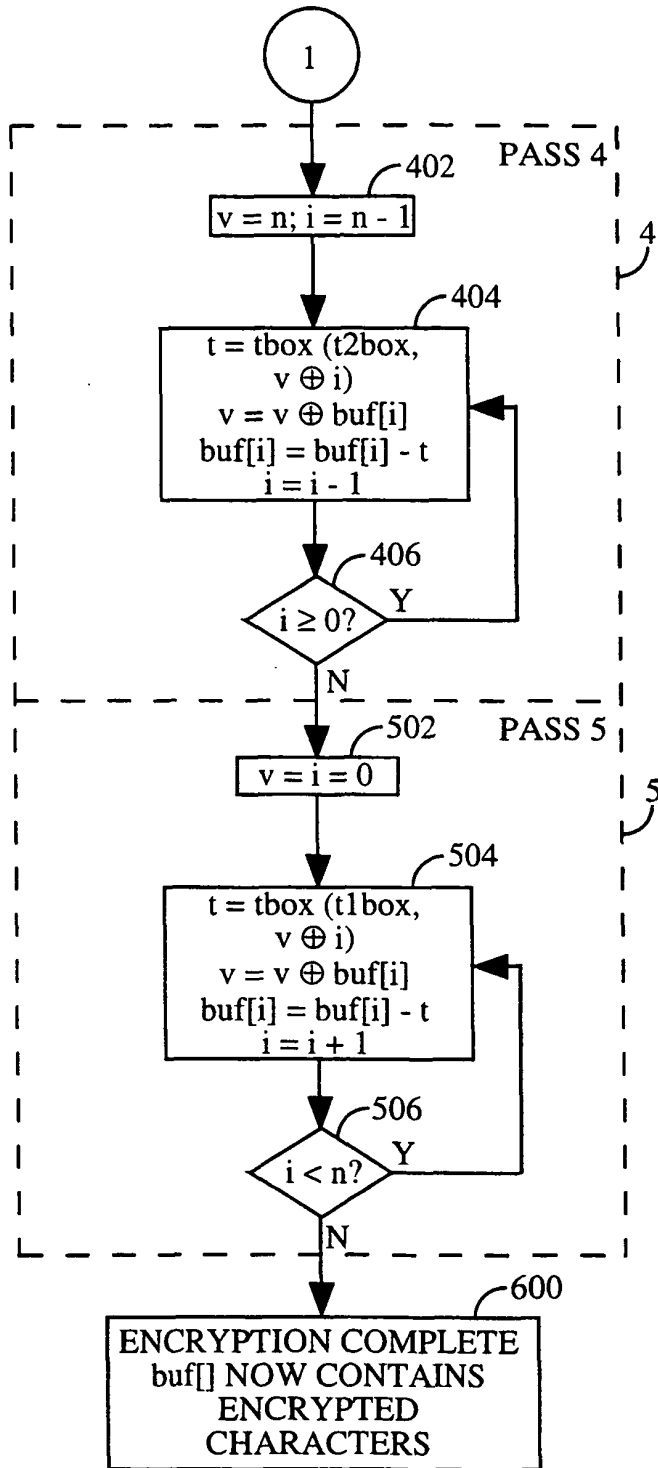 1
PASS 4
402
v = n; i = n - 1
4
404
t = tbox (t2box,
v ⊕ i)
v = v ⊕ buf[i]
buf[i] = buf[i] - t
i = i - 1
406
i ≥ 0?
Y
N
PASS 5
502
v = i = 0
5
504
t = tbox (t1box,
v ⊕ i)
v = v ⊕ buf[i]
buf[i] = buf[i] - t
i = i + 1
506
i < n?
Y
N
600
ENCRYPTION COMPLETE
buf[] NOW CONTAINS
ENCRYPTED
CHARACTERS